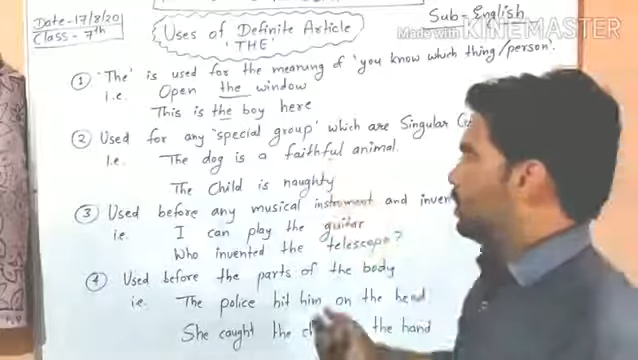 Date-17/8/20
Class - 7th
Sub-English
Made with KINEMASTER
Uses of Definite Article
'THE'
① 'The' is used for the meaning of 'you know which thing/person'.
i.e. Open the window
This is the boy here
② Used for any 'special group' which are Singular
i.e. The dog is a faithful animal.
The Child is naughty
③ Used before any musical instrument and
i.e. I can play the guitar
Who invented the telescope?
④ Used before the parts of the body
i.e. The police hit him on the head
She caught the the hand